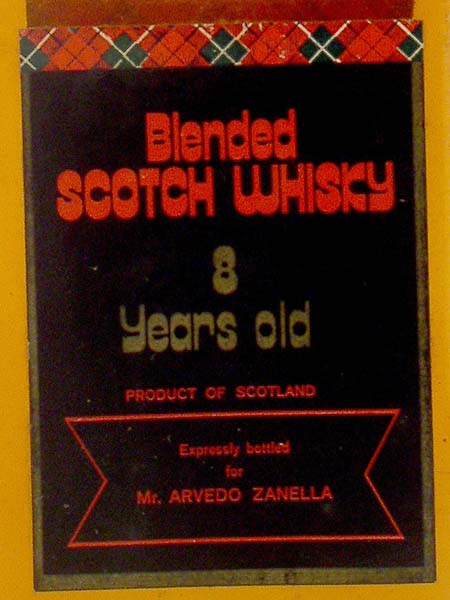 Blended
SCOTCH WHISKY
8
Years old
PRODUCT OF SCOTLAND
Expressly bottled
for
Mr. ARVEDO ZANELLA